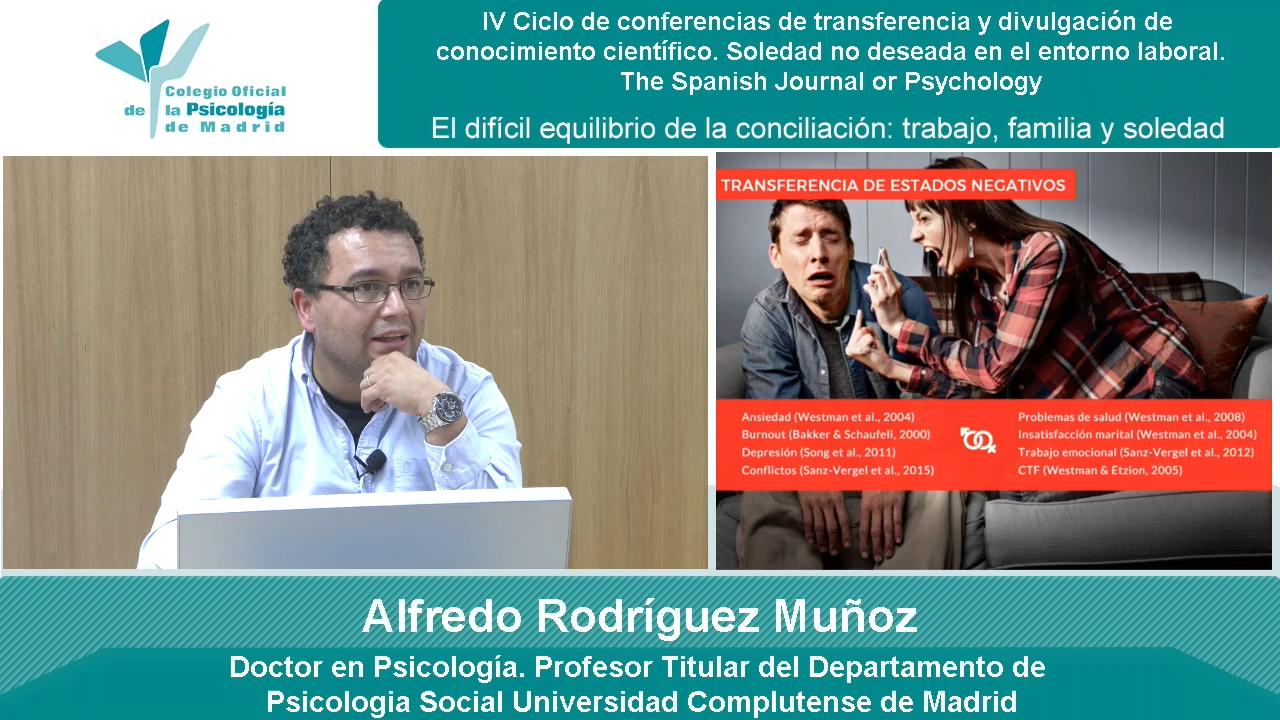 Colegio Oficial
de la Psicología
de Madrid
IV Ciclo de conferencias de transferencia y divulgación de
conocimiento científico. Soledad no deseada en el entorno laboral.
The Spanish Journal or Psychology
El difícil equilibrio de la conciliación: trabajo, familia y soledad
TRANSFERENCIA DE ESTADOS NEGATIVOS
Ansiedad (Westman et al., 2004)
Burnout (Bakker & Schaufeli, 2000)
Depresión (Song et al., 2011)
Conflictos (Sanz-Vergel et al., 2015)
Problemas de salud (Westman et al., 2008)
Insatisfacción marital (Westman et al., 2004)
Trabajo emocional (Sanz-Vergel et al., 2012)
CTF (Westman & Etzion, 2005)
Alfredo Rodríguez Muñoz
Doctor en Psicología. Profesor Titular del Departamento de
Psicologia Social Universidad Complutense de Madrid